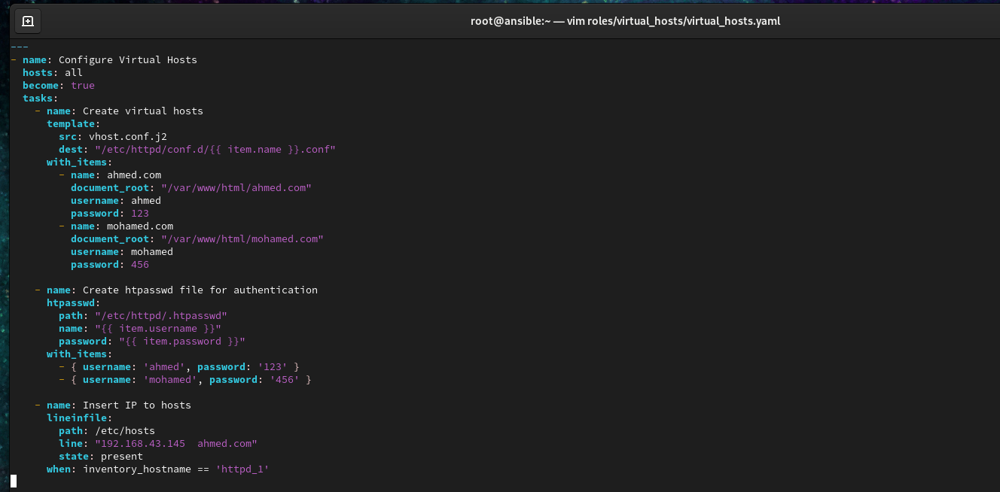 root@ansible:~ — vim roles/virtual_hosts/virtual_hosts.yaml
---
- name: Configure Virtual Hosts
  hosts: all
  become: true
  tasks:
    - name: Create virtual hosts
      template:
        src: vhost.conf.j2
        dest: "/etc/httpd/conf.d/{{ item.name }}.conf"
      with_items:
        - name: ahmed.com
          document_root: "/var/www/html/ahmed.com"
          username: ahmed
          password: 123
        - name: mohamed.com
          document_root: "/var/www/html/mohamed.com"
          username: mohamed
          password: 456
    - name: Create htpasswd file for authentication
      htpasswd:
        path: "/etc/httpd/.htpasswd"
        name: "{{ item.username }}"
        password: "{{ item.password }}"
      with_items:
        - { username: 'ahmed', password: '123' }
        - { username: 'mohamed', password: '456' }
    - name: Insert IP to hosts
      lineinfile:
        path: /etc/hosts
        line: "192.168.43.145  ahmed.com"
        state: present
      when: inventory_hostname == 'httpd_1'